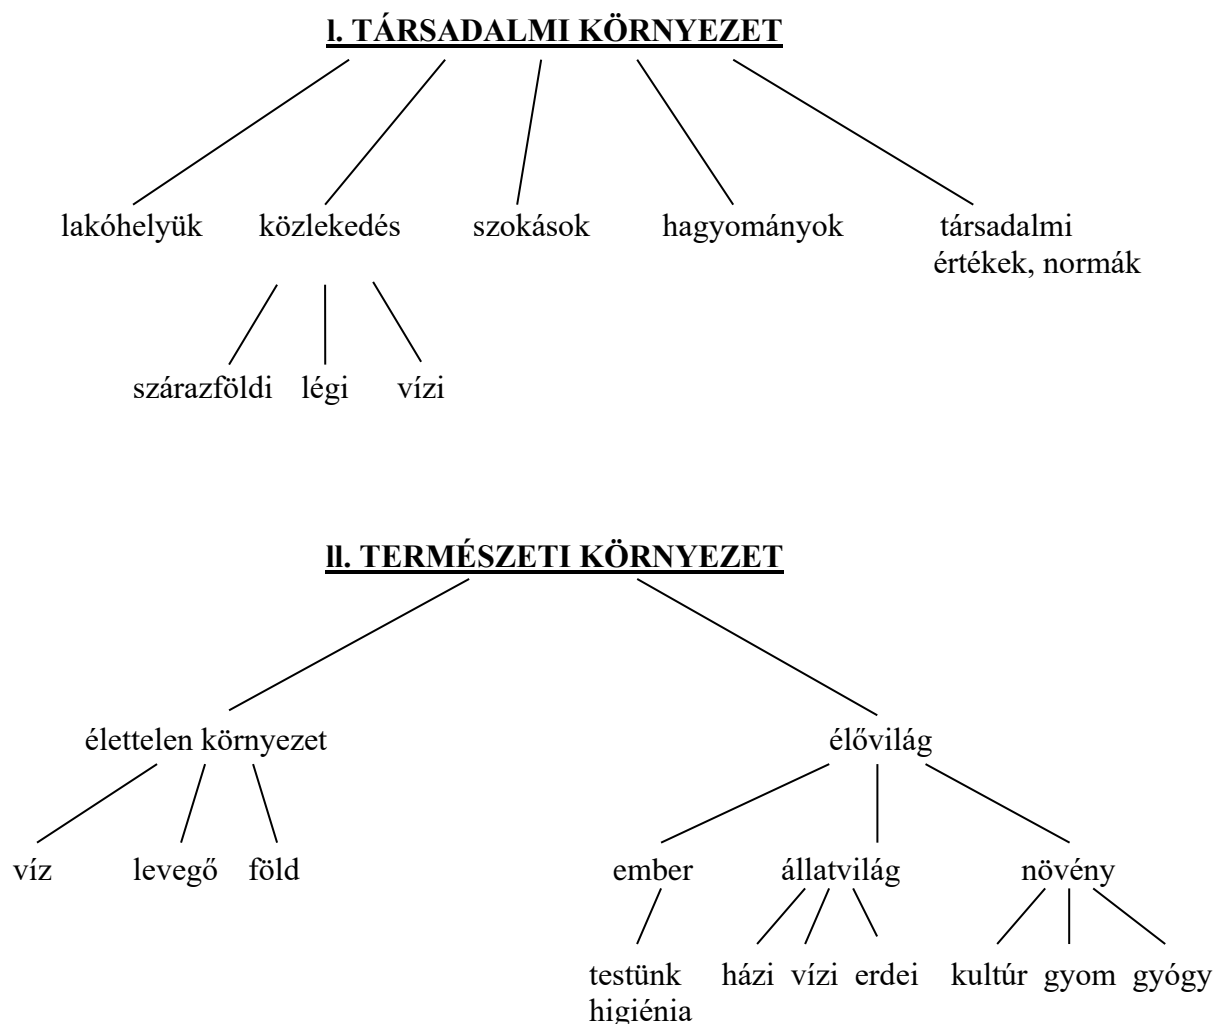 l. TÁRSADALMI KÖRNYEZET
lakóhelyük közlekedés szokások hagyományok társadalmi
értékek, normák
szárazföldi légi vízi
ll. TERMÉSZETI KÖRNYEZET
élettelen környezet élővilág
víz levegő föld ember állatvilág növény
testünk házi vízi erdei kultúr gyom gyógy
higiénia